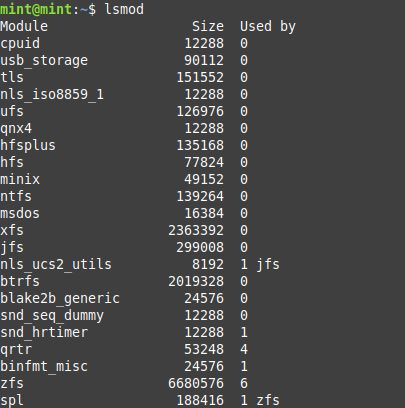 mint@mint:~$ lsmod
Module                  Size  Used by
cpuid                  12288  0
usb_storage            90112  0
tls                   151552  0
nls_iso8859_1          12288  0
ufs                   126976  0
qnx4                   12288  0
hfsplus               135168  0
hfs                    77824  0
minix                  49152  0
ntfs                  139264  0
msdos                  16384  0
xfs                  2363392  0
jfs                   299008  0
nls_ucs2_utils          8192  1 jfs
btrfs                2019328  0
blake2b_generic        24576  0
snd_seq_dummy          12288  0
snd_hrtimer            12288  1
qrtr                   53248  4
binfmt_misc            24576  1
zfs                  6680576  6
spl                   188416  1 zfs